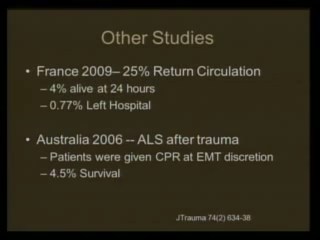 Other Studies
• France 2009– 25% Return Circulation
– 4% alive at 24 hours
– 0.77% Left Hospital
• Australia 2006 -- ALS after trauma
– Patients were given CPR at EMT discretion
– 4.5% Survival
JTrauma 74(2) 634-38